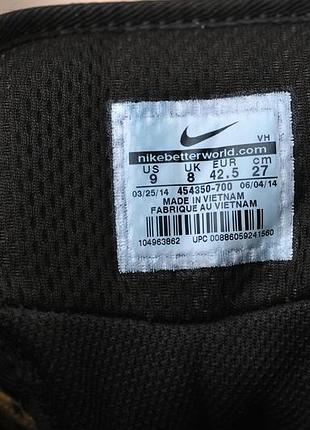 VH
nikebetterworld.com
US UK EUR cm
9 8 42.5 27
03/25/14 454350-700 06/04/14
MADE IN VIETNAM
FABRIQUE AU VIETNAM
104963862 UPC 00886059241560